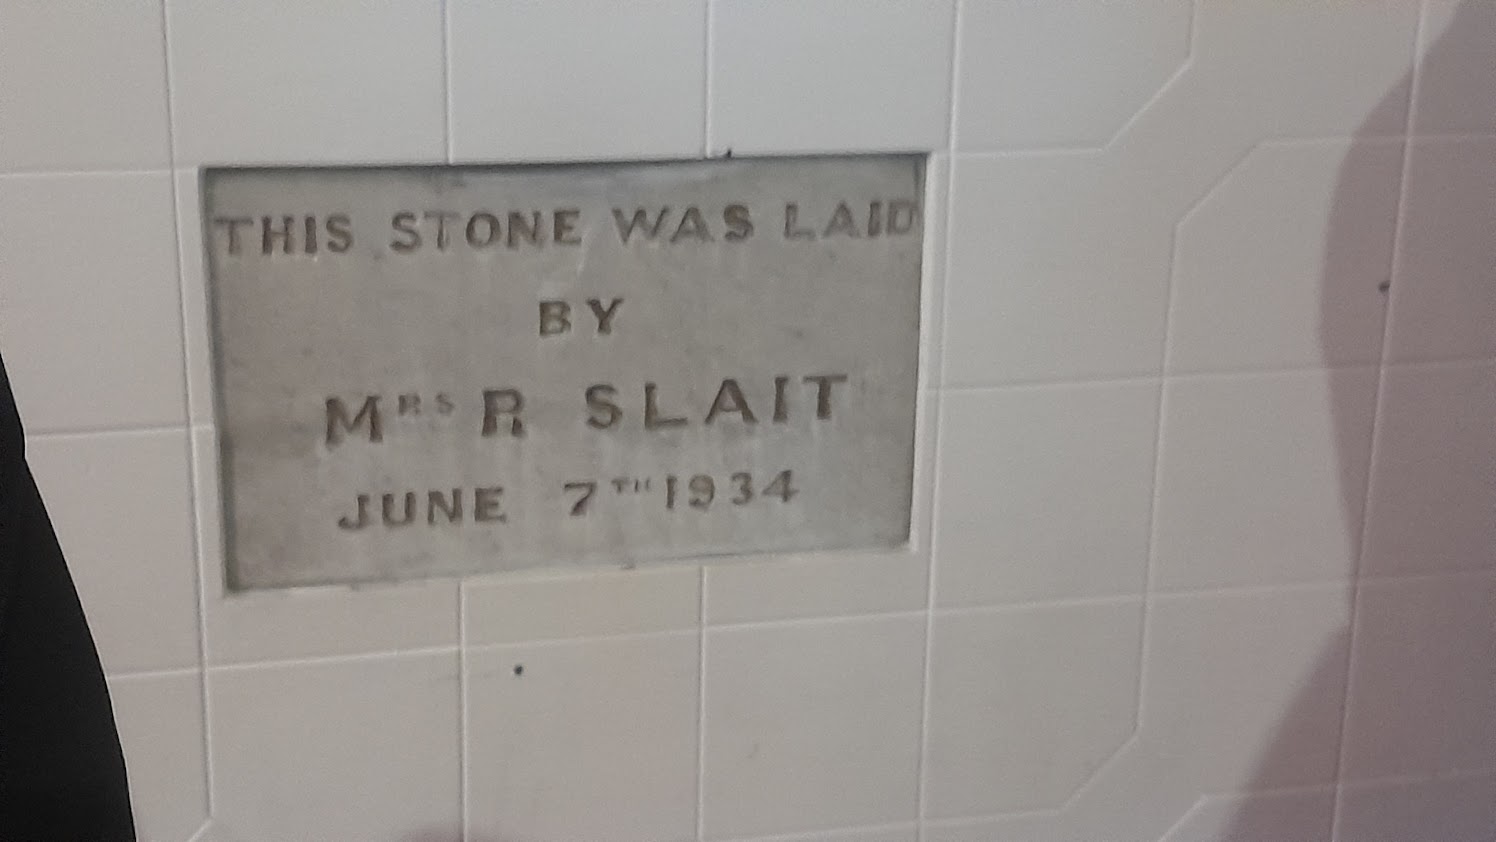 THIS STONE WAS LAID
BY
MRS R SLAIT
JUNE 7TH 1934